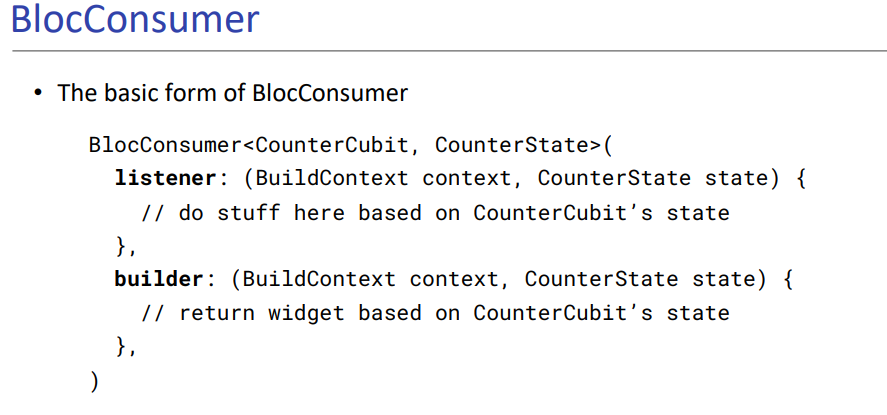 BlocConsumer
• The basic form of BlocConsumer
BlocConsumer<CounterCubit, CounterState>(
listener: (BuildContext context, CounterState state) {
// do stuff here based on CounterCubit’s state
},
builder: (BuildContext context, CounterState state) {
// return widget based on CounterCubit’s state
},
)